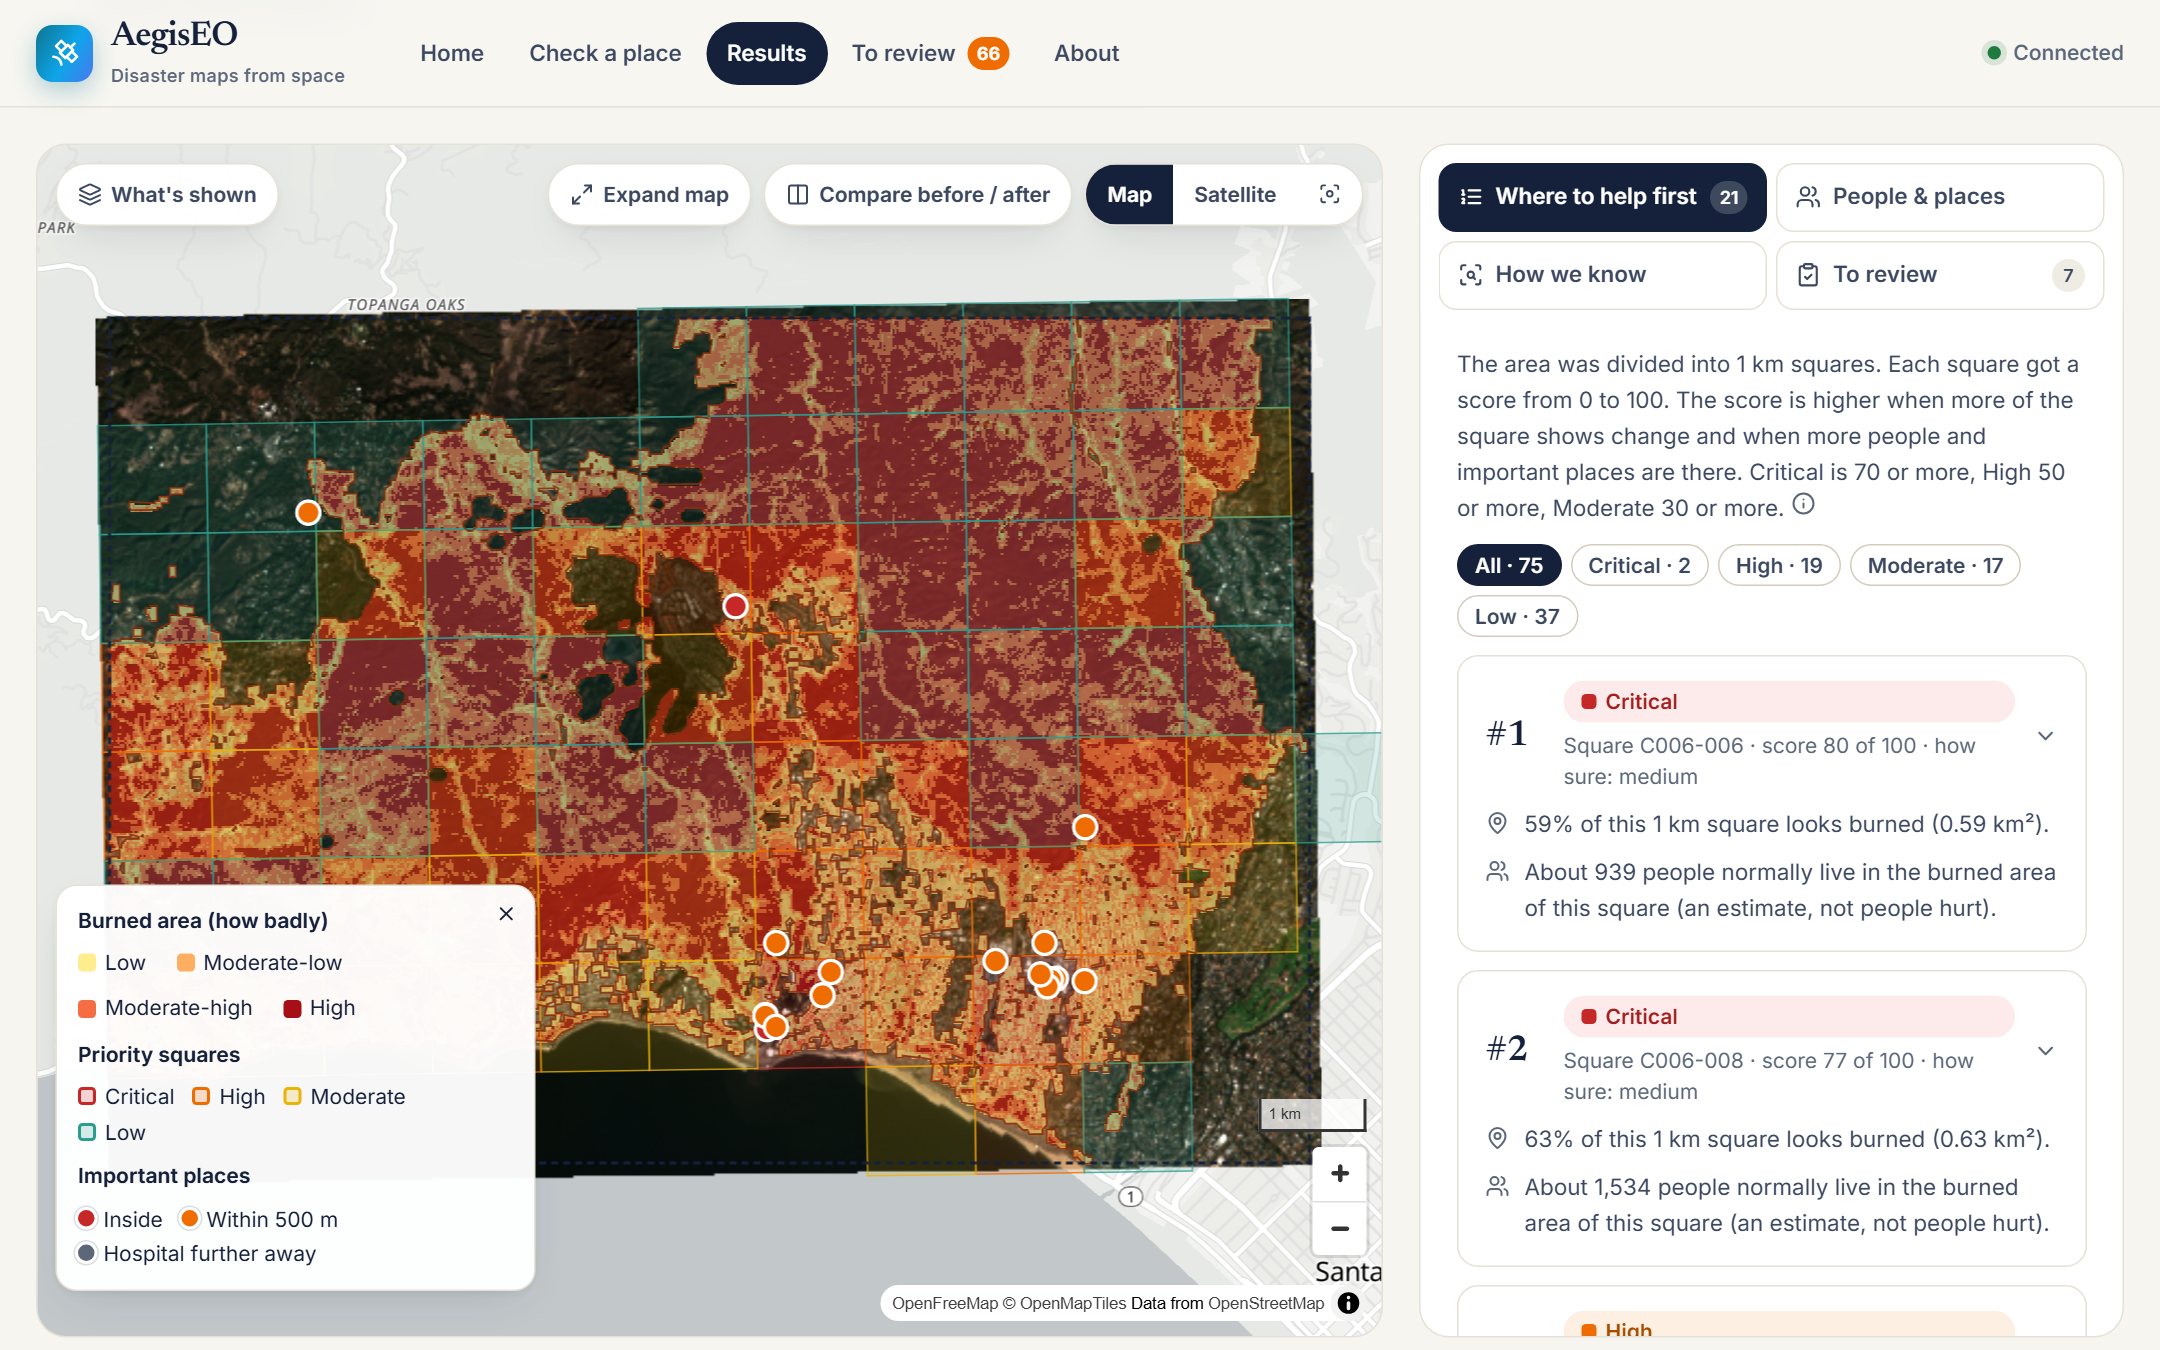 AegisEO
Disaster maps from space
Home
Check a place
Results
To review 66
About
Connected
What's shown
Expand map
Compare before / after
Map
Satellite
PARK
TOPANGA OAKS
Burned area (how badly)
Low
Moderate-low
Moderate-high
High
Priority squares
Critical
High
Moderate
Low
Important places
Inside
Within 500 m
Hospital further away
1 km
+
−
1
Santa
OpenFreeMap © OpenMapTiles Data from OpenStreetMap
Where to help first 21
People & places
How we know
To review 7
The area was divided into 1 km squares. Each square got a
score from 0 to 100. The score is higher when more of the
square shows change and when more people and
important places are there. Critical is 70 or more, High 50
or more, Moderate 30 or more.
All · 75
Critical · 2
High · 19
Moderate · 17
Low · 37
#1
Critical
Square C006-006 · score 80 of 100 · how
sure: medium
59% of this 1 km square looks burned (0.59 km²).
About 939 people normally live in the burned area
of this square (an estimate, not people hurt).
#2
Critical
Square C006-008 · score 77 of 100 · how
sure: medium
63% of this 1 km square looks burned (0.63 km²).
About 1,534 people normally live in the burned
area of this square (an estimate, not people hurt).
High